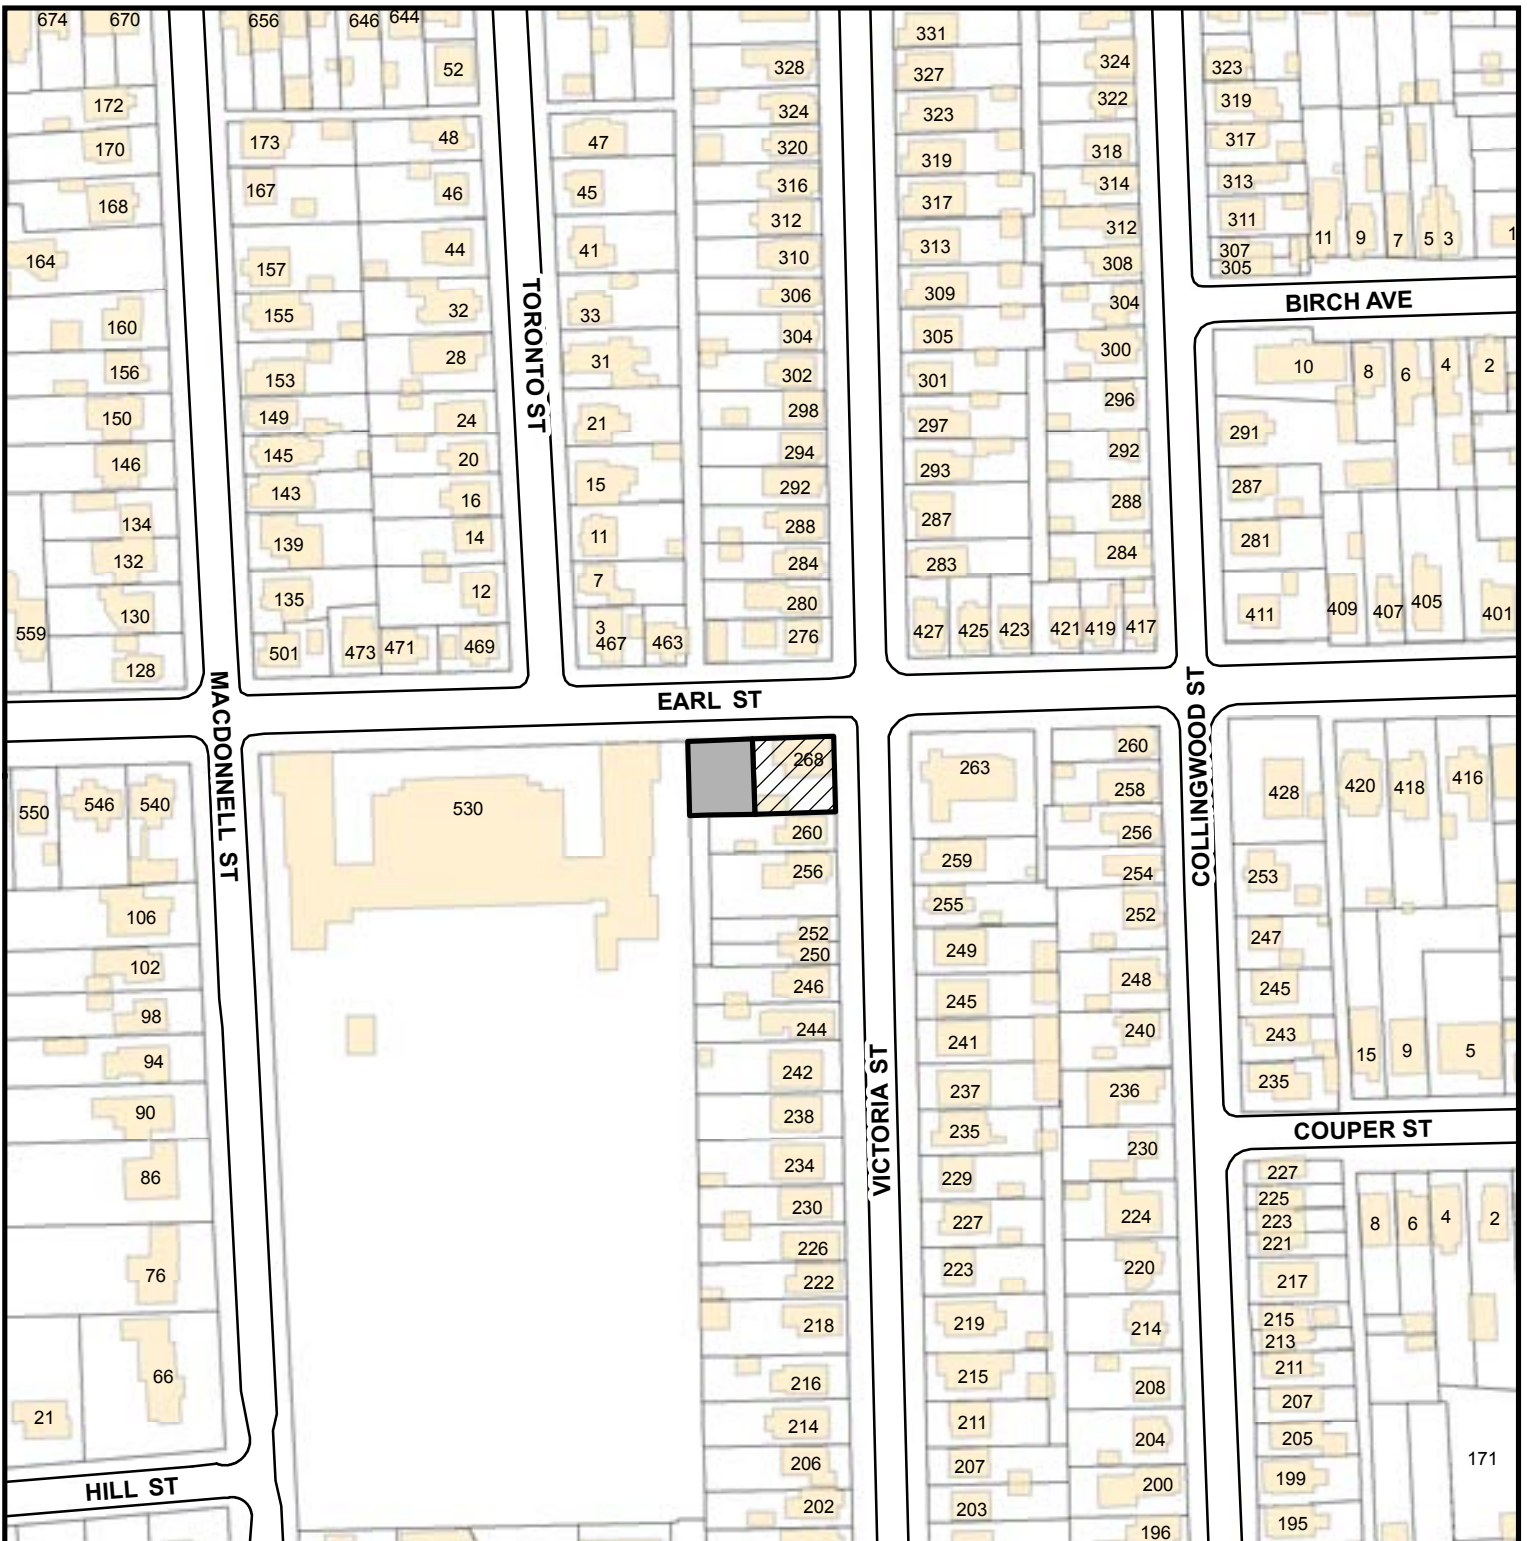 674 670 656 646 644 331
52 328 327 324 323
172 324 323 322 319
173 48 47 320 317
170 319 318
167 46 45 316 317 314 313
168 312 312 311
164 157 44 41 310 313 308 307 11 9 7 5 3 1
305
160 155 32 33 306 309 304
BIRCH AVE
TORONTO ST
156 153 28 31 304 305 300
302 301 10 8 6 4 2
150 149 24 21 298 297 296
146 145 20 294 293 292 291
143 16 15 292 287
134 139 14 11 288 287 288 281
132 284 283 284
130 135 12 7 280 411 409 407 405 401
559 501 473 471 469 3 467 463 276 427 425 423 421 419 417
128
EARL ST
MACDONNELL ST
COLLINGWOOD ST
550 546 540 530 268 263 260 428 420 418 416
258
260 256
256 259 254 253
106 255 252
102 252 249 247
250
98 246 245 248 245
94 244 241 240 243 15 9 5
90 242 237 236 235
VICTORIA ST
238 235
COUPER ST
86 234 229 230 227
230 227 224 225
223 8 6 4 2
76 226 223 220 221
222 217
218 219 214 215
213
66 216 215 208 211
207
21 214 211 204 205
206 207 200 199 171
HILL ST
202 203 196 195